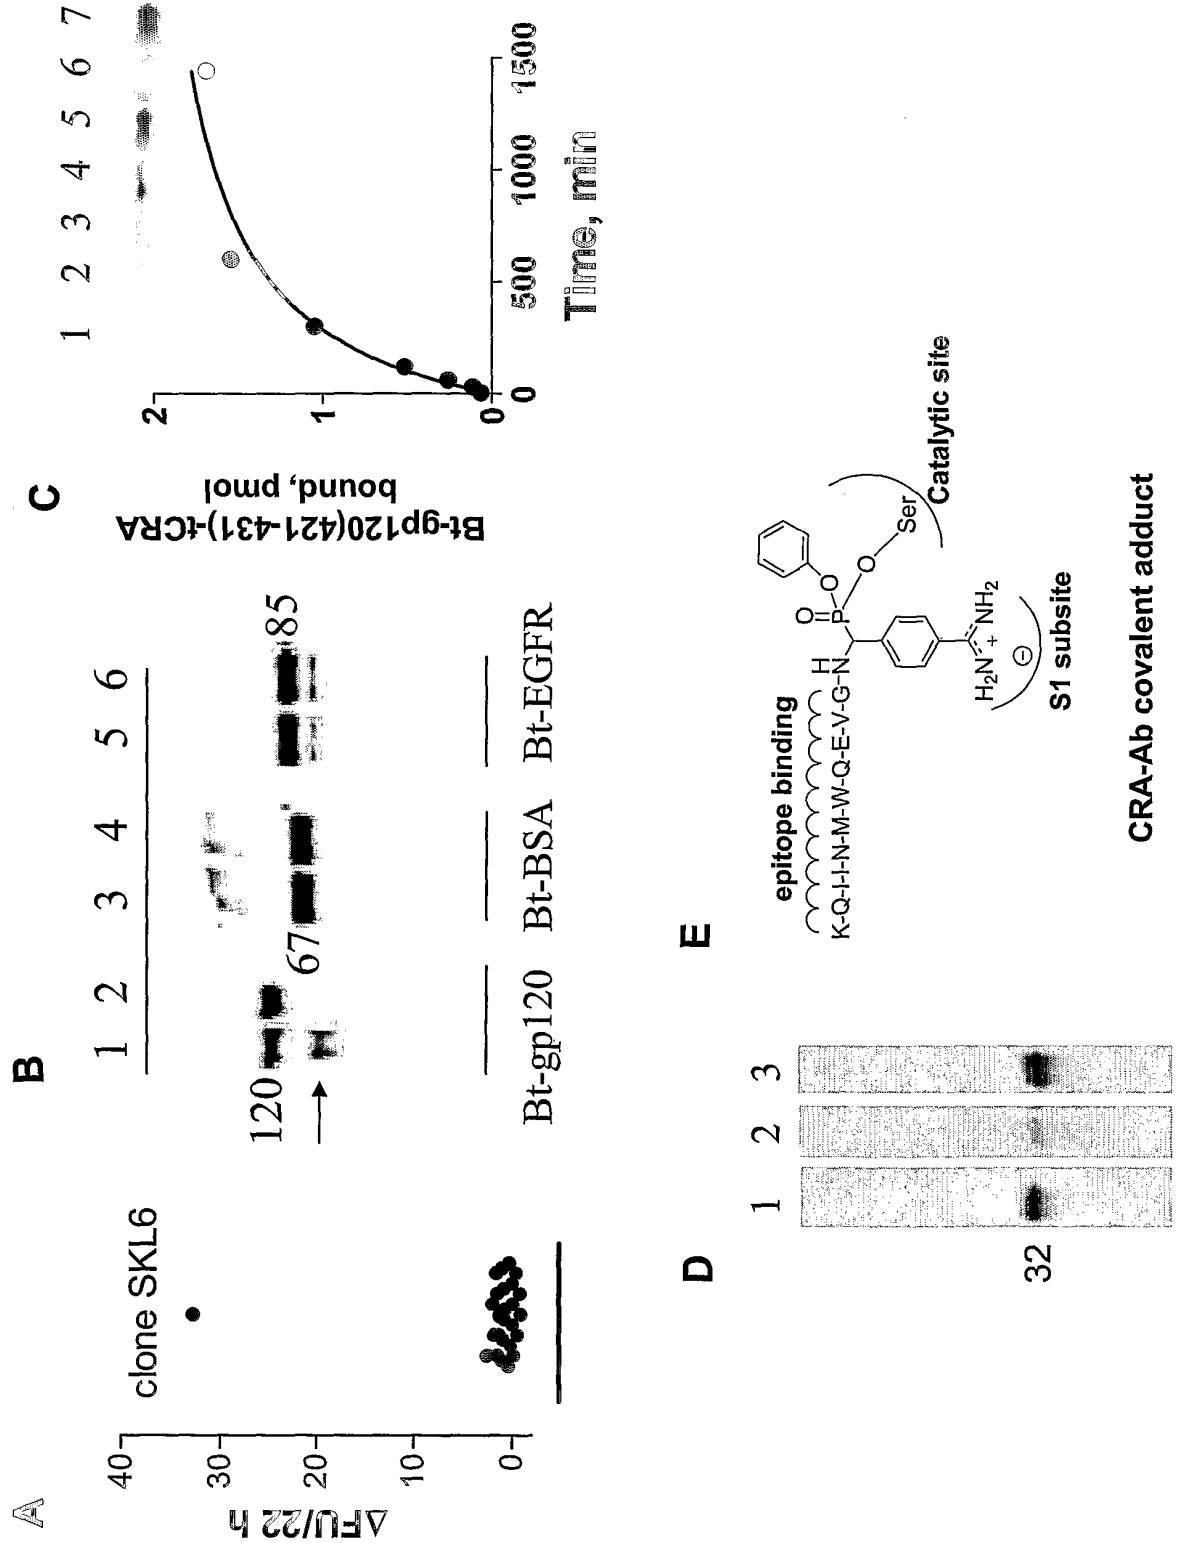 A
ΔFU/22 h
40
30
20
10
0
clone SKL6
B
1 2 3 4 5 6
120
67
85
Bt-gp120 Bt-BSA Bt-EGFR
C
Bt-gp120(421-431)-tCRA
bound, pmol
1 2 3 4 5 6 7
2
1
0
0 500 1000 1500
Time, min
D
1 2 3
32
E
epitope binding
K-Q-I-I-N-M-W-Q-E-V-G-N
H
O=P
O
O
Ser
Catalytic site
H₂N + NH₂
⊖
S1 subsite
CRA-Ab covalent adduct